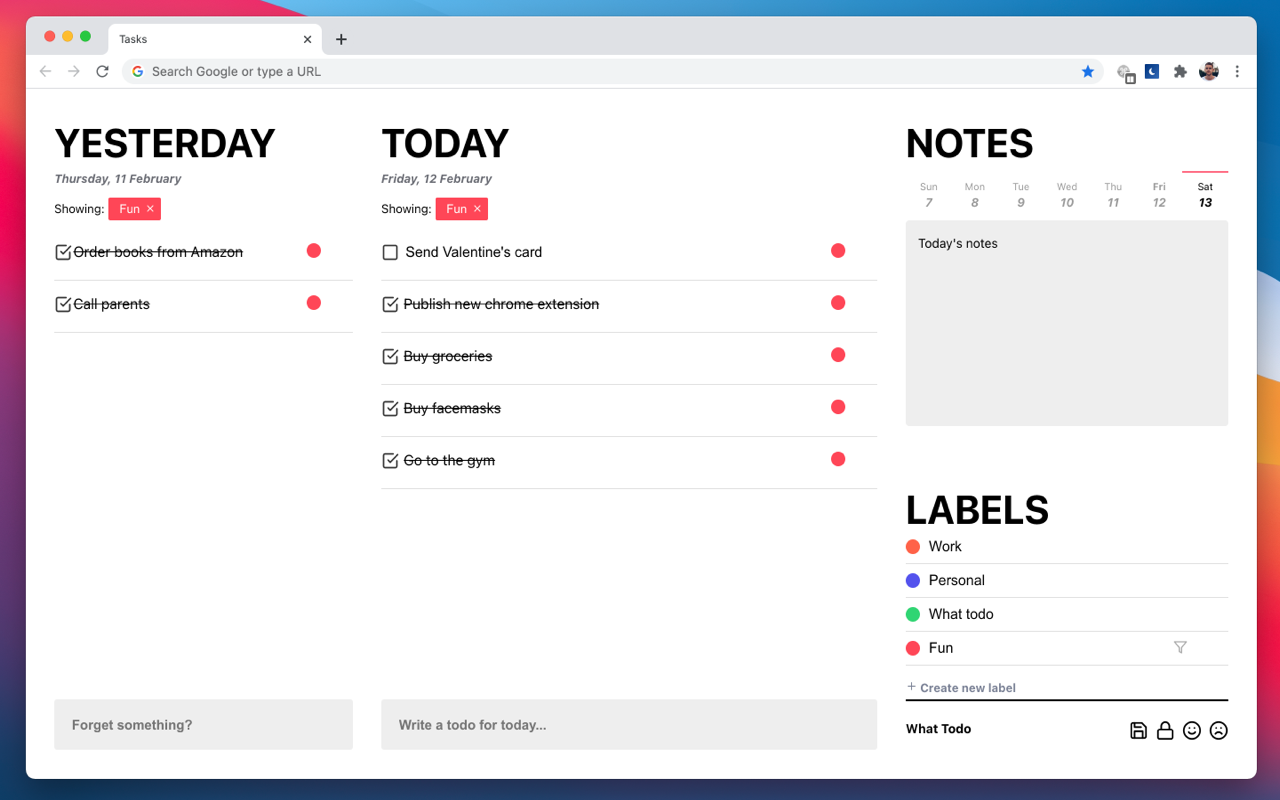 Tasks
Search Google or type a URL
YESTERDAY
Thursday, 11 February
Showing: Fun ×
Order books from Amazon
Call parents
Forget something?
TODAY
Friday, 12 February
Showing: Fun ×
Send Valentine's card
Publish new chrome extension
Buy groceries
Buy facemasks
Go to the gym
Write a todo for today...
NOTES
Sun Mon Tue Wed Thu Fri Sat
7 8 9 10 11 12 13
Today's notes
LABELS
Work
Personal
What todo
Fun
+ Create new label
What Todo